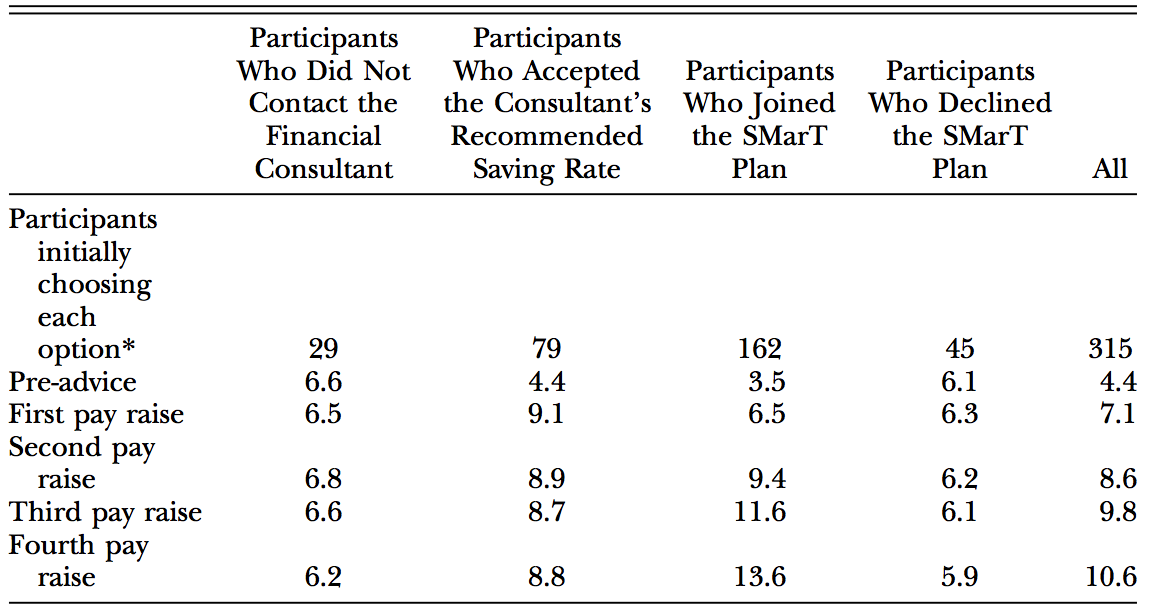 Participants Who Did Not Contact the Financial Consultant | Participants Who Accepted the Consultant's Recommended Saving Rate | Participants Who Joined the SMarT Plan | Participants Who Declined the SMarT Plan | All
Participants
initially
choosing
each
option* 29 79 162 45 315
Pre-advice 6.6 4.4 3.5 6.1 4.4
First pay raise 6.5 9.1 6.5 6.3 7.1
Second pay
raise 6.8 8.9 9.4 6.2 8.6
Third pay raise 6.6 8.7 11.6 6.1 9.8
Fourth pay
raise 6.2 8.8 13.6 5.9 10.6